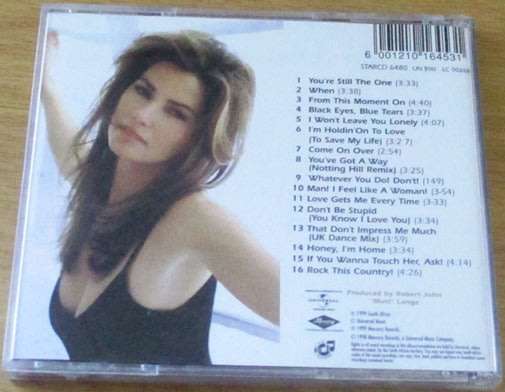 6 001210 164531
STARCD 6480
1 You're Still The One (3:33)
2 When (3:30)
3 From This Moment On (4:40)
4 Black Eyes, Blue Tears (3:37)
5 I Won't Leave You Lonely (4:07)
6 I'm Holdin'On To Love
(To Save My Life) (3:2 7)
7 Come On Over (2:54)
8 You've Got A Way
(Notting Hill Remix) (3:25)
9 Whatever You Do! Don't! (149)
10 Man! I Feel Like A Woman! (3-54)
11 Love Gets Me Every Time (3-33)
12 Don't Be Stupid
(You Know I Love You) (3:34)
13 That Don't Impress Me Much
(UK Dance Mix) (3:59)
14 Honey, I'm Home (3:34)
15 If You Wanna Touch Her, Ask! (4:14)
16 Rock This Country! (4:26)
Produced by Robert John
"Mutt" Lange
UNIVERSAL